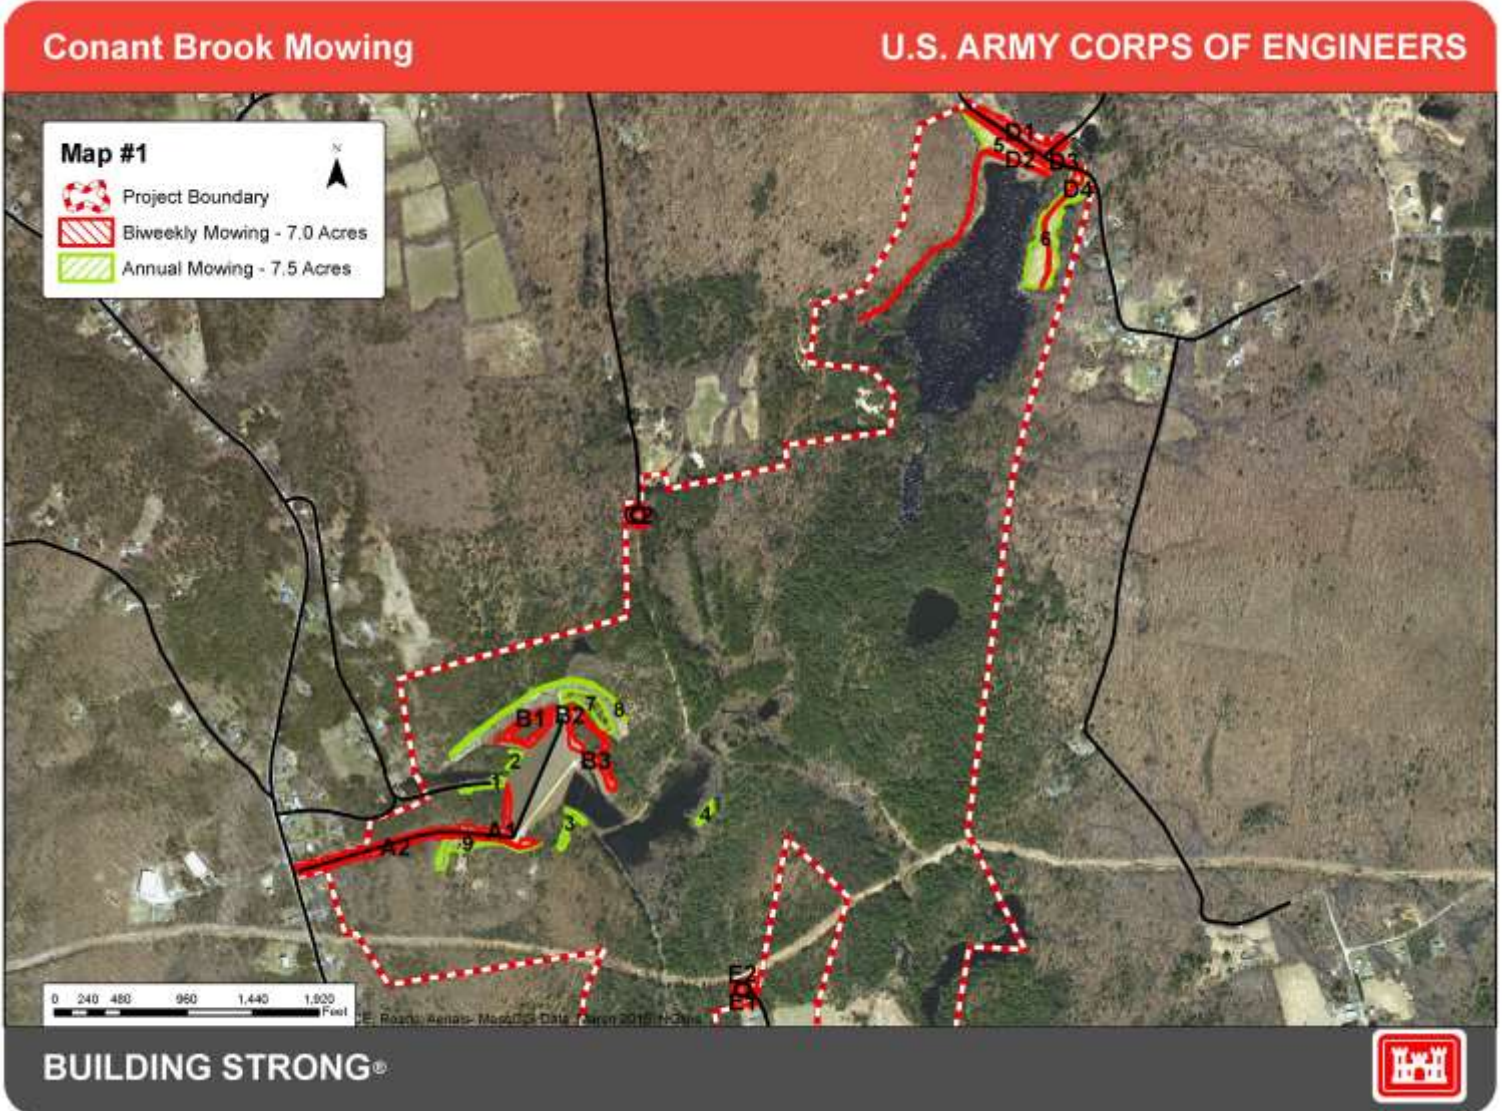 Conant Brook Mowing
U.S. ARMY CORPS OF ENGINEERS
Map #1
N
Project Boundary
Biweekly Mowing - 7.0 Acres
Annual Mowing - 7.5 Acres
D1
5
D2
D3
D4
6
C2
7
8
B1
B2
B3
2
1
4
3
A1
A2
9
E2
E1
0 240 480 960 1,440 1,920
Feet
BUILDING STRONG®